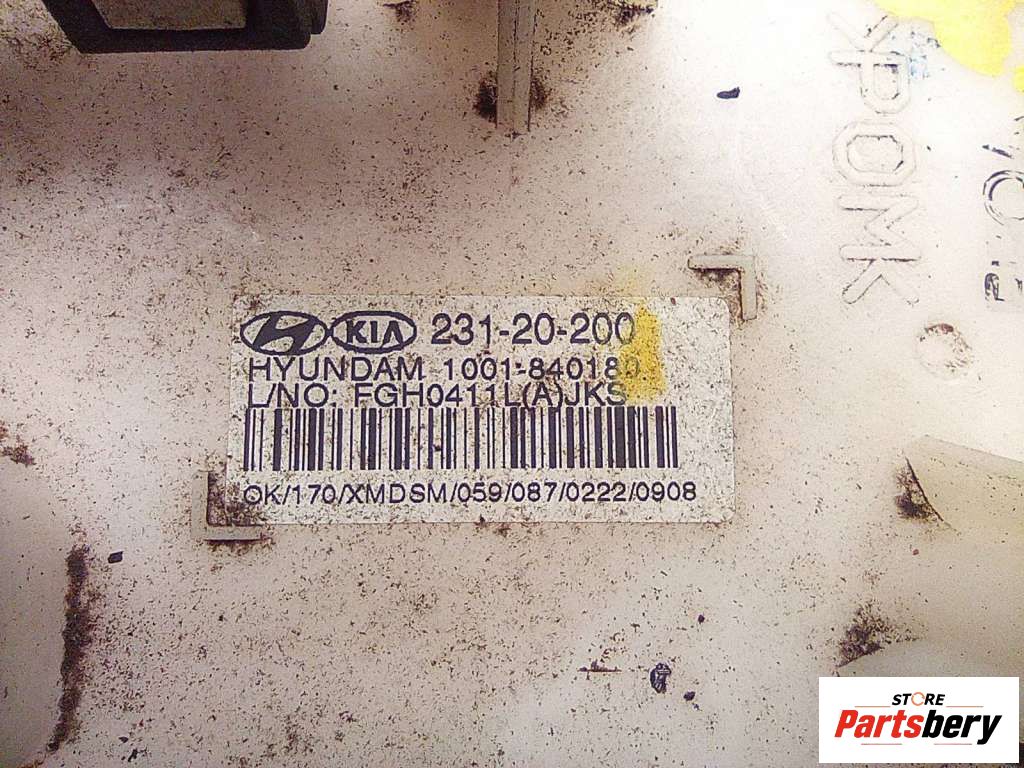 >POMK<
KIA 231-20-200
HYUNDAM 1001-840180
L/NO: FGH0411L(A)JKS
OK/170/XMDSM/059/087/0222/0908
STORE
Partsbery